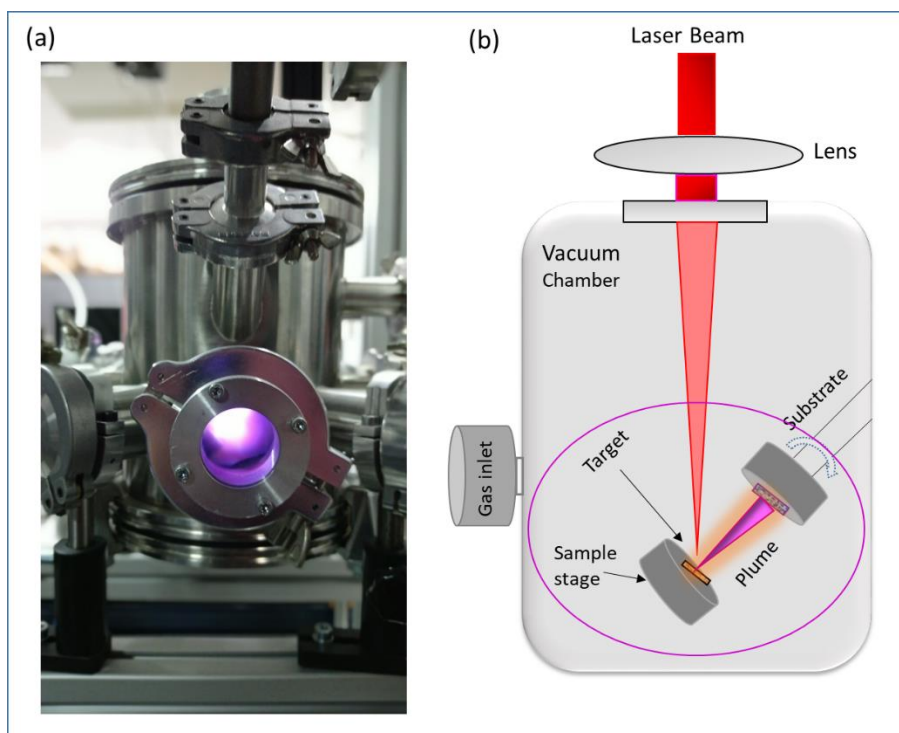 (a)
(b)
Laser Beam
Lens
Vacuum
Chamber
Substrate
Target
Gas inlet
Sample
stage
Plume